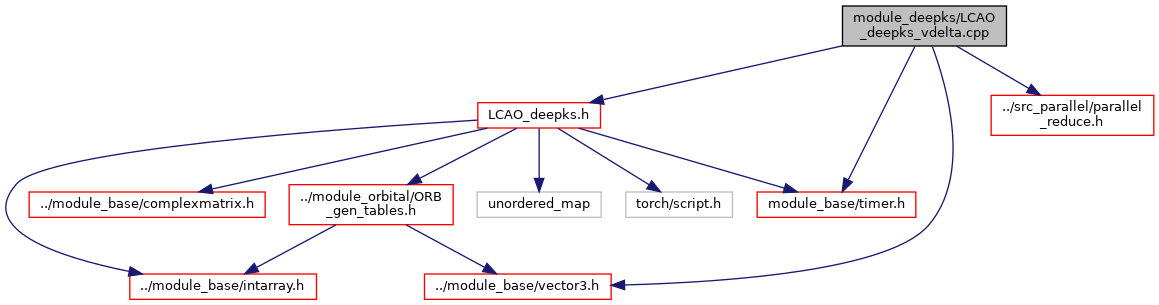 module_deepks/LCAO
_deepks_vdelta.cpp
LCAO_deepks.h
../src_parallel/parallel
_reduce.h
../module_base/complexmatrix.h
../module_orbital/ORB
_gen_tables.h
unordered_map
torch/script.h
module_base/timer.h
../module_base/intarray.h
../module_base/vector3.h